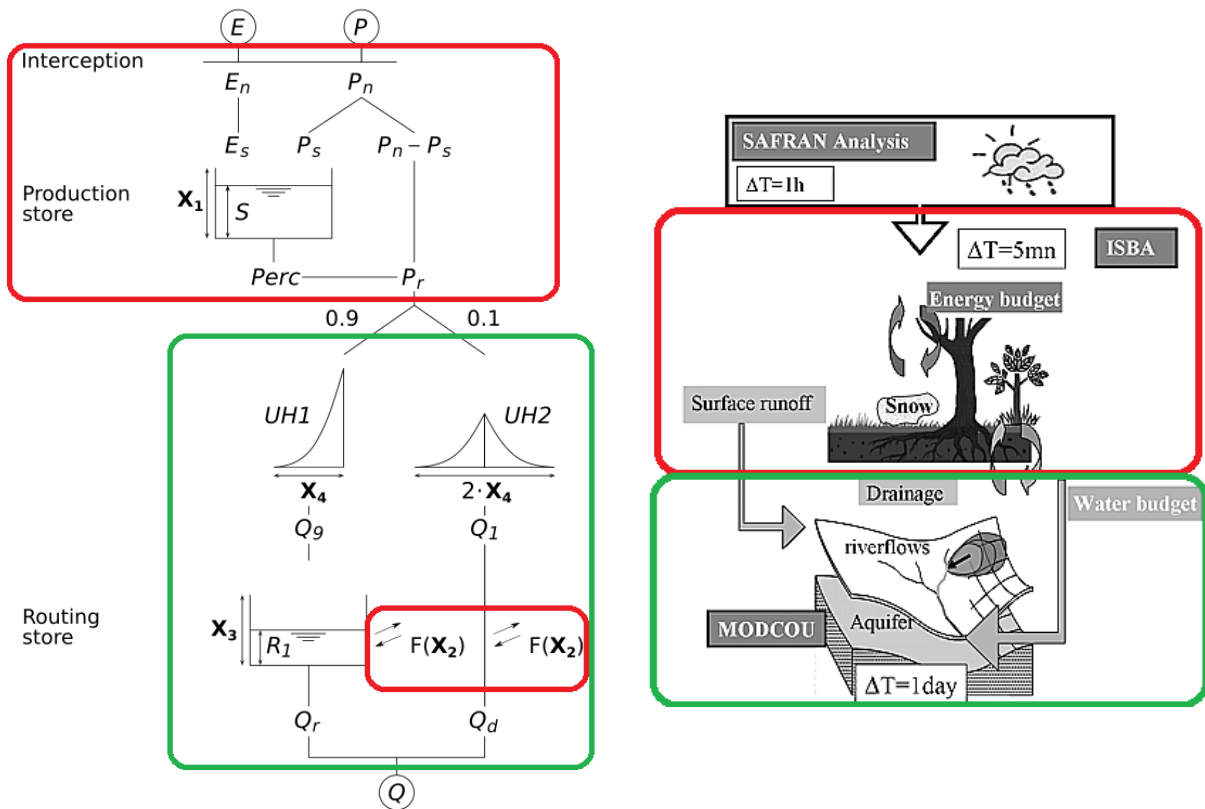 E P
Interception
Eₙ Pₙ
Eₛ Pₛ Pₙ – Pₛ
Production
store
X₁ S
Perc Pᵣ
0.9 0.1
UH1 UH2
X₄ 2·X₄
Q₉ Q₁
Routing
store
X₃ R₁ F(X₂) F(X₂)
Qᵣ Q_d
Q
SAFRAN Analysis
ΔT=1h
ΔT=5mn ISBA
Energy budget
Surface runoff
Snow
Drainage
Water budget
riverflows
MODCOU
Aquifer
ΔT=1day